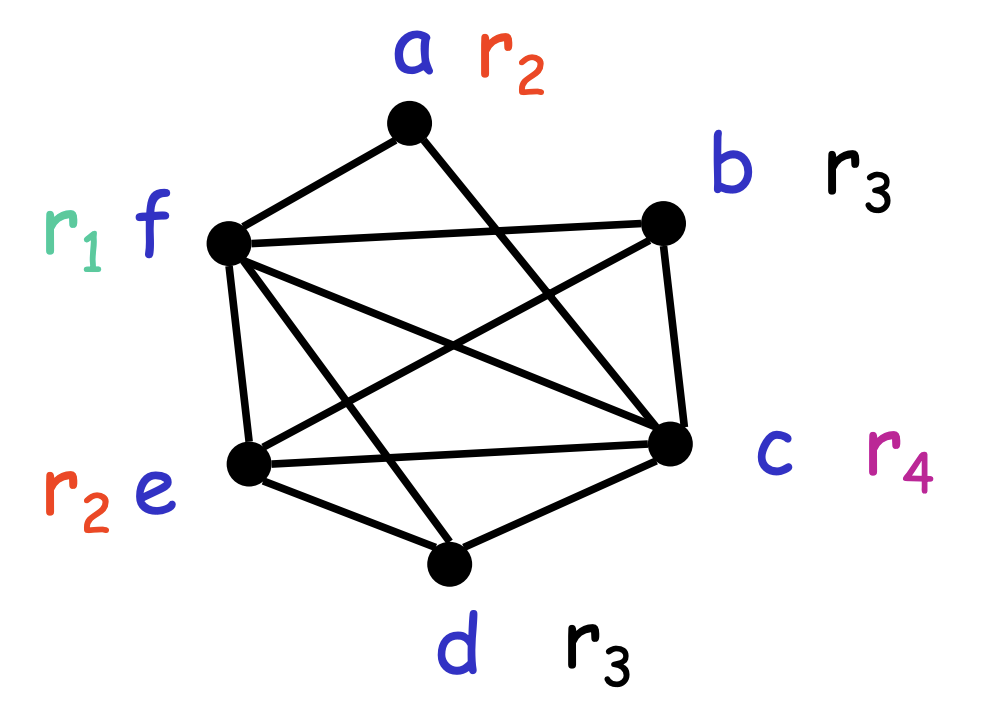 a r₂
b r₃
r₁ f
c r₄
r₂ e
d r₃